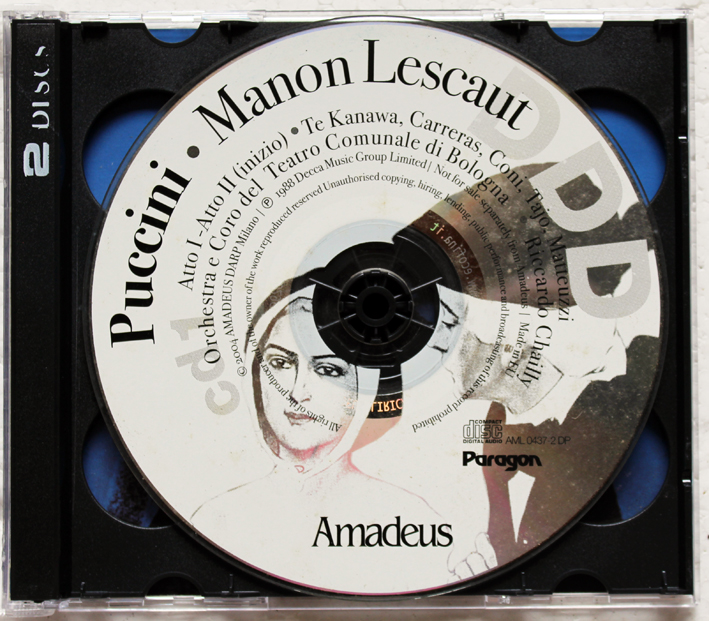 2 DISCS
Puccini • Manon Lescaut
Atto I - Atto II (inizio) • Te Kanawa, Carreras, Coni, Tajo, Matteuzzi
Orchestra e Coro del Teatro Comunale di Bologna Riccardo Chailly
© 2004 AMADEUS DARP Milano | ℗ 1988 Decca Music Group Limited | Not for sale separately from Amadeus | Made in EU
All rights of the producer and of the owner of the work reproduced reserved Unauthorised copying, hiring, lending, public performance and broadcasting of this record prohibited
DDD
cd1
COMPACT
disc
DIGITAL AUDIO
AML 0437-2 DP
Paragon
Amadeus